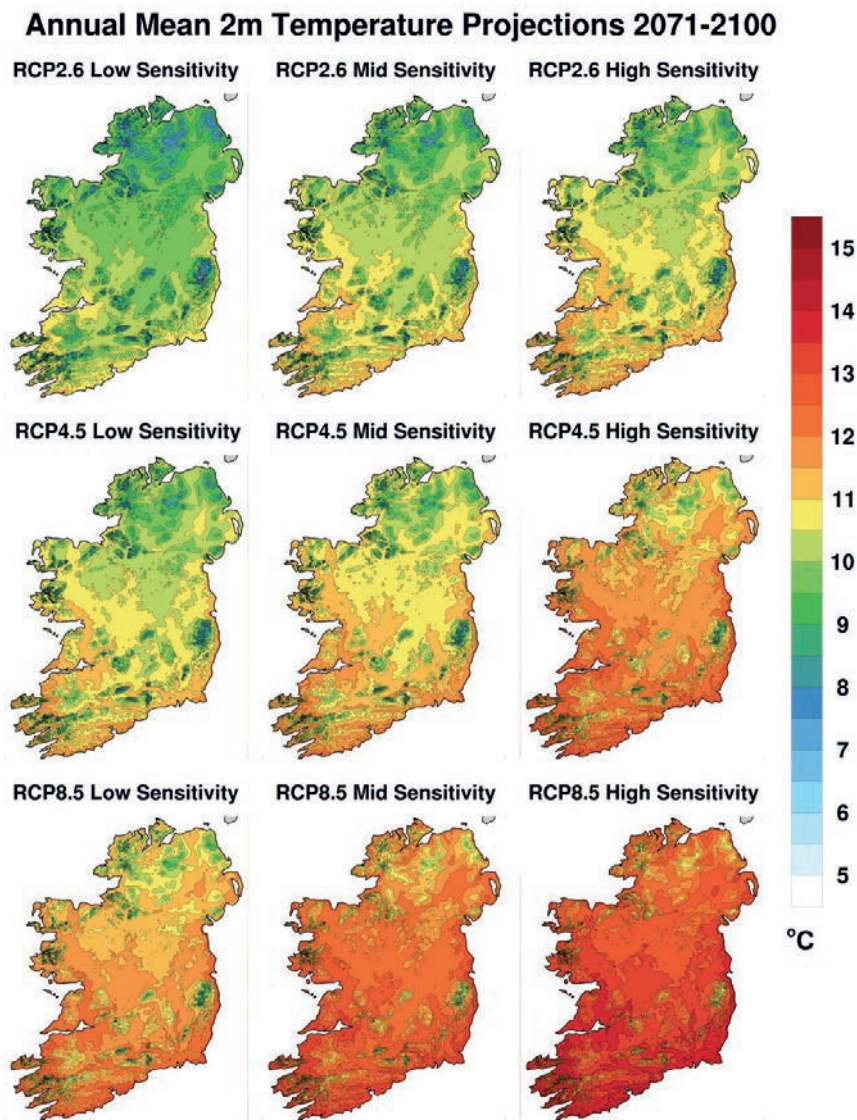 Annual Mean 2m Temperature Projections 2071-2100
RCP2.6 Low Sensitivity
RCP2.6 Mid Sensitivity
RCP2.6 High Sensitivity
RCP4.5 Low Sensitivity
RCP4.5 Mid Sensitivity
RCP4.5 High Sensitivity
RCP8.5 Low Sensitivity
RCP8.5 Mid Sensitivity
RCP8.5 High Sensitivity
15
14
13
12
11
10
9
8
7
6
5
°C